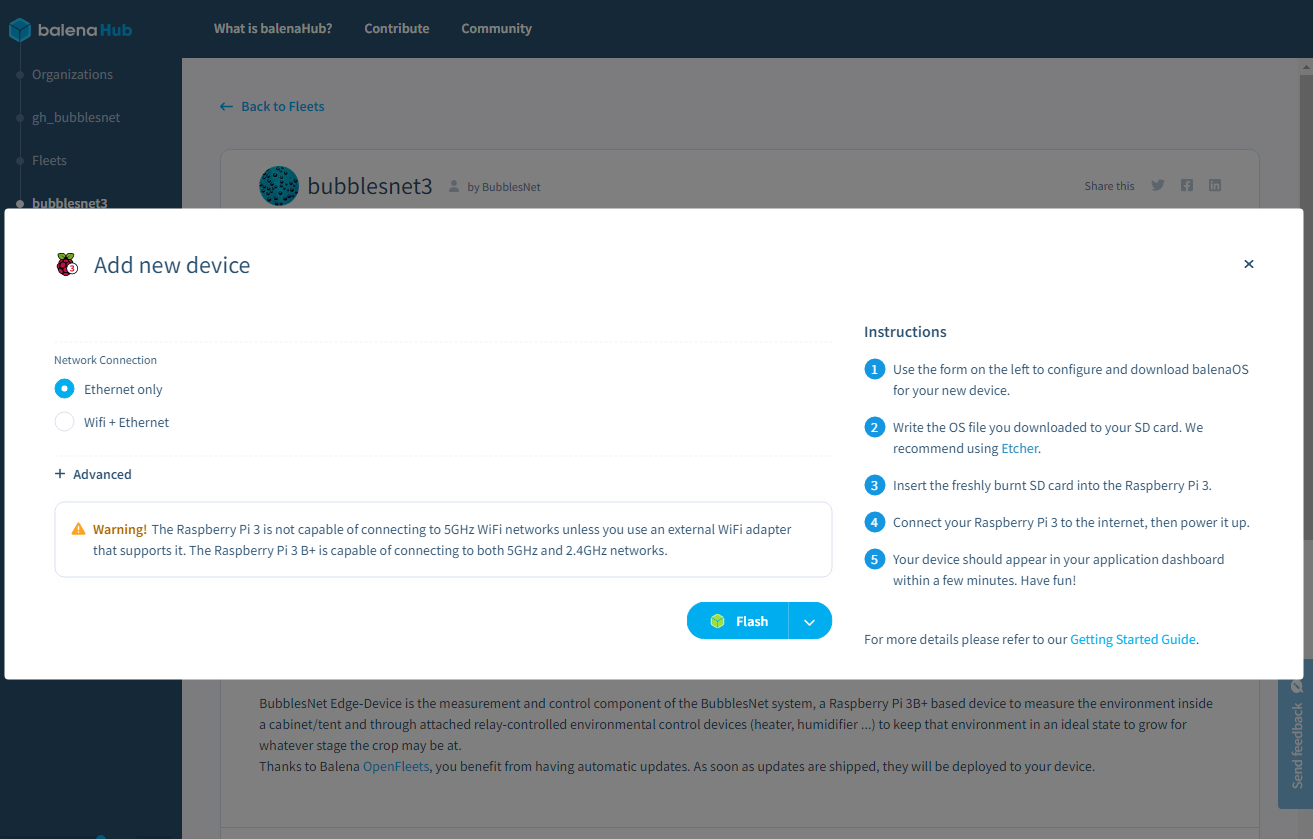 balenaHub
What is balenaHub?
Contribute
Community
Organizations
gh_bubblesnet
Fleets
bubblesnet3
← Back to Fleets
bubblesnet3
by BubblesNet
Share this
3
Add new device
×
Network Connection
Ethernet only
Wifi + Ethernet
+ Advanced
Warning! The Raspberry Pi 3 is not capable of connecting to 5GHz WiFi networks unless you use an external WiFi adapter
that supports it. The Raspberry Pi 3 B+ is capable of connecting to both 5GHz and 2.4GHz networks.
Flash
Instructions
1 Use the form on the left to configure and download balenaOS
for your new device.
2 Write the OS file you downloaded to your SD card. We
recommend using Etcher.
3 Insert the freshly burnt SD card into the Raspberry Pi 3.
4 Connect your Raspberry Pi 3 to the internet, then power it up.
5 Your device should appear in your application dashboard
within a few minutes. Have fun!
For more details please refer to our Getting Started Guide.
BubblesNet Edge-Device is the measurement and control component of the BubblesNet system, a Raspberry Pi 3B+ based device to measure the environment inside
a cabinet/tent and through attached relay-controlled environmental control devices (heater, humidifier ...) to keep that environment in an ideal state to grow for
whatever stage the crop may be at.
Thanks to Balena OpenFleets, you benefit from having automatic updates. As soon as updates are shipped, they will be deployed to your device.
Send feedback